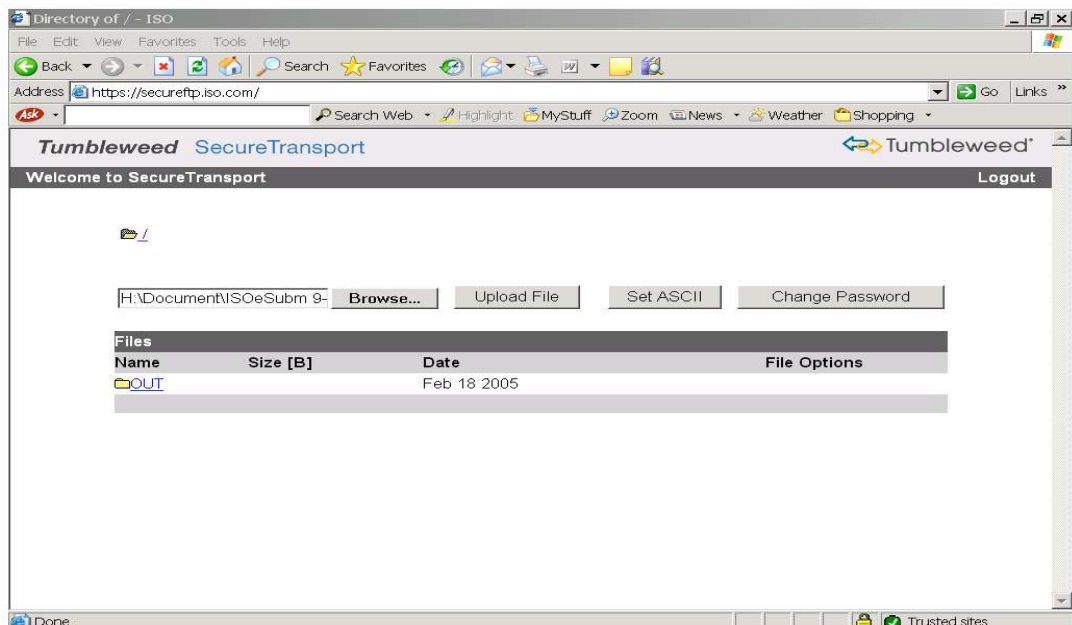 Directory of / - ISO
File Edit View Favorites Tools Help
Back Search Favorites
Address https://secureftp.iso.com/ Go Links »
Ask Search Web Highlight MyStuff Zoom News Weather Shopping
Tumbleweed SecureTransport Tumbleweed
Welcome to SecureTransport Logout
/
H:\Document\ISOeSubm 9- Browse... Upload File Set ASCII Change Password
Files
Name Size [B] Date File Options
OUT Feb 18 2005
Done Trusted sites